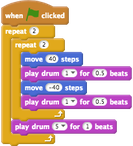 when clicked
repeat 2
repeat 2
move 40 steps
play drum 1 for 0.5 beats
move -40 steps
play drum 1 for 0.5 beats
play drum 5 for 1 beats